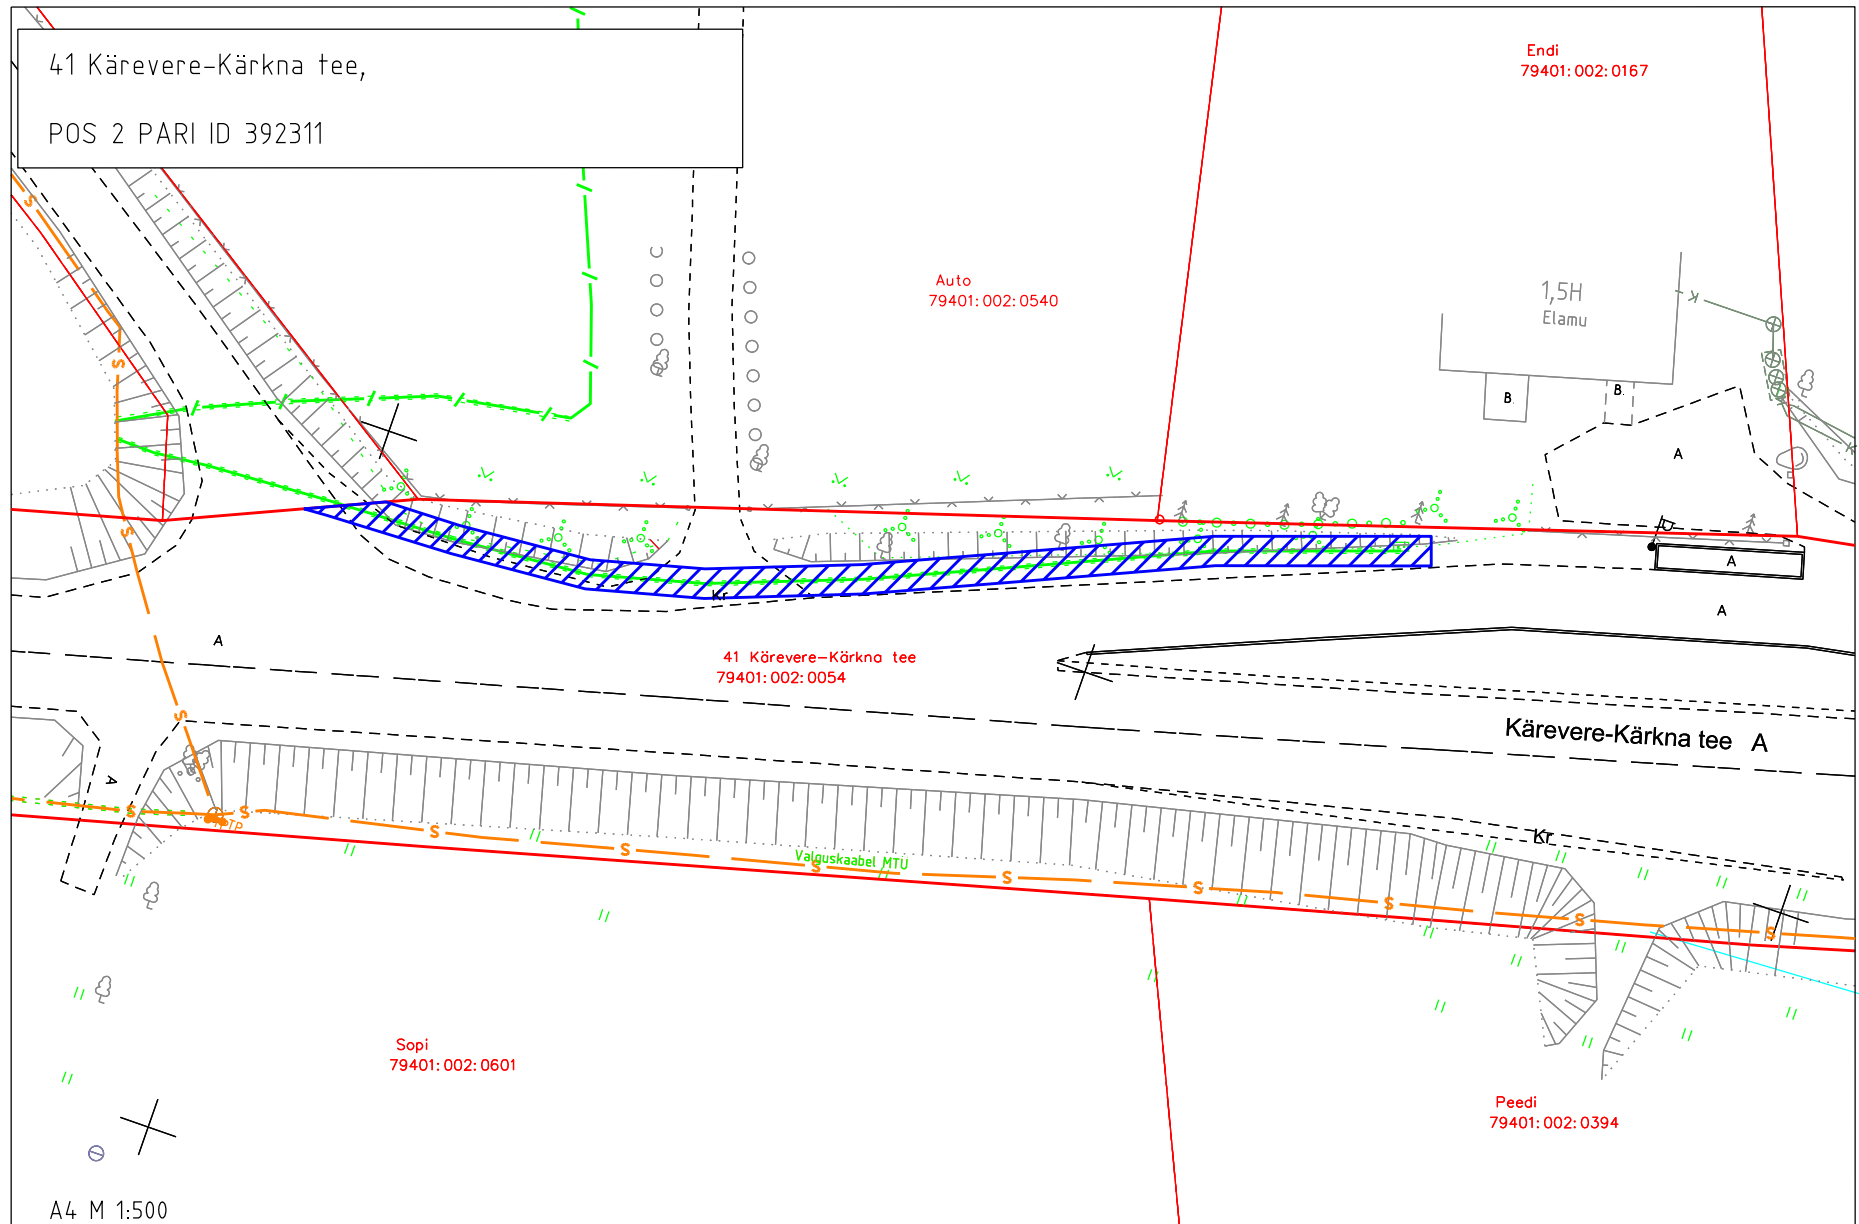 41 Kärevere-Kärkna tee,
POS 2 PARI ID 392311
Endi
79401:002:0167
Auto
79401:002:0540
1,5H
Elamu
K
B.
B.
A
K
S
S
S
A
A
Kr
A
41 Kärevere-Kärkna tee
79401:002:0054
S
Kärevere-Kärkna tee A
A
S
S
TP
S
S
Valguskaabel MTÜ
S
S
S
S
S
S
Kr
Sopi
79401:002:0601
Peedi
79401:002:0394
A4 M 1:500